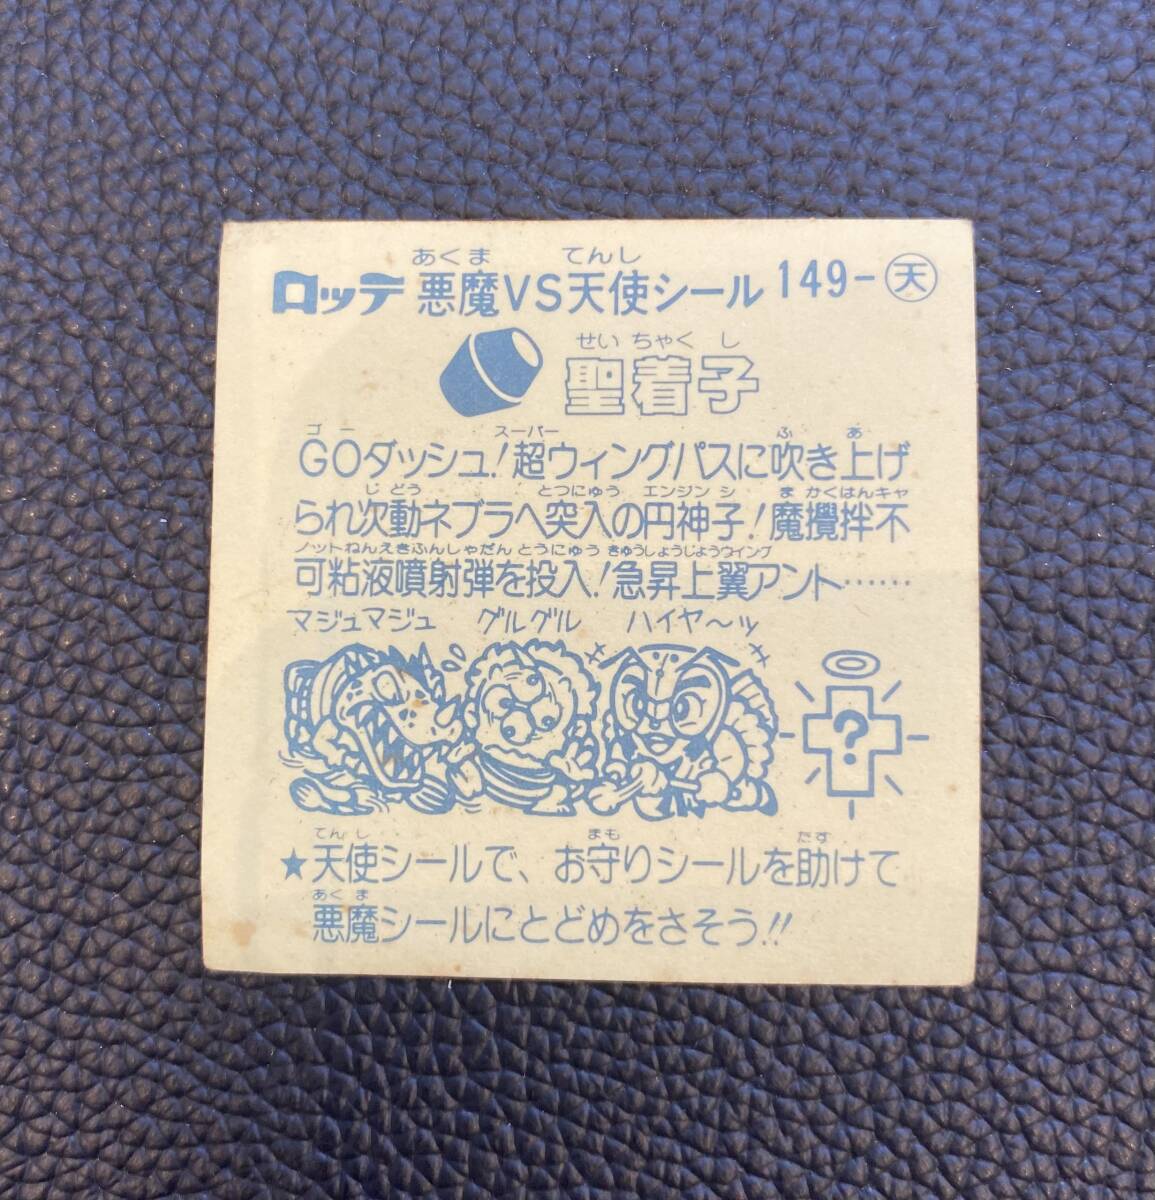 あくま てんし
ロッテ 悪魔VS天使シール 149-天
せい ちゃく し
聖着子
ゴー スーパー ふ あ
GOダッシュ!超ウィングパスに吹き上げ
じどう とつにゅう エンジン シ ま かくはんキャ
られ次動ネブラへ突入の円神子!魔攪拌不
ノットねんえきふんしゃだん とうにゅう きゅうしょうじょうウイング
可粘液噴射弾を投入!急昇上翼アント……
マジュマジュ グルグル ハイヤ〜ッ
?
てんし まも たす
★天使シールで、お守りシールを助けて
あく ま
悪魔シールにとどめをさそう!!